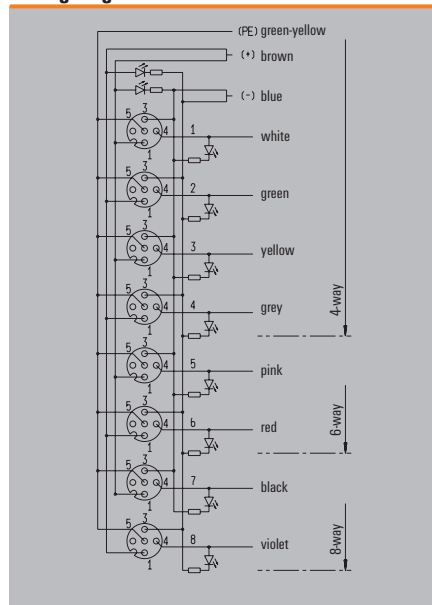 (PE) green-yellow
(+) brown
(-) blue
3
5 4 1 white
1
3
5 4 2 green
1
3
5 4 3 yellow
1
3
5 4 4 grey
1
4-way
3
5 4 5 pink
1
3
5 4 6 red
1
6-way
3
5 4 7 black
1
3
5 4 8 violet
1
8-way